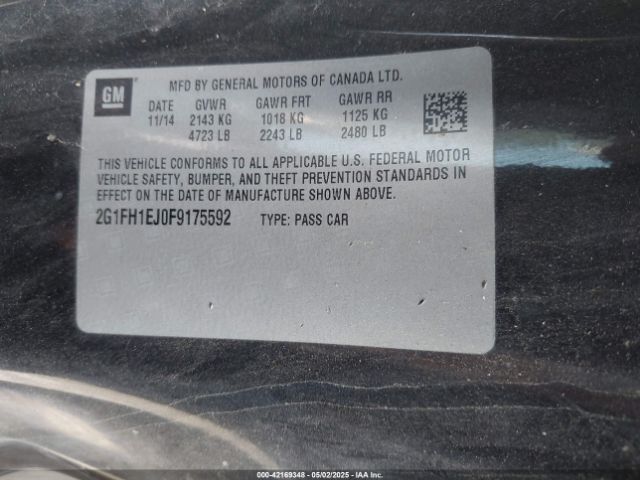 GM
MFD BY GENERAL MOTORS OF CANADA LTD.
DATE GVWR GAWR FRT GAWR RR
11/14 2143 KG 1018 KG 1125 KG
4723 LB 2243 LB 2480 LB
THIS VEHICLE CONFORMS TO ALL APPLICABLE U.S. FEDERAL MOTOR
VEHICLE SAFETY, BUMPER, AND THEFT PREVENTION STANDARDS IN
EFFECT ON THE DATE OF MANUFACTURE SHOWN ABOVE.
2G1FH1EJ0F9175592 TYPE: PASS CAR
000-42169348 - 05/02/2025 - IAAI.COM